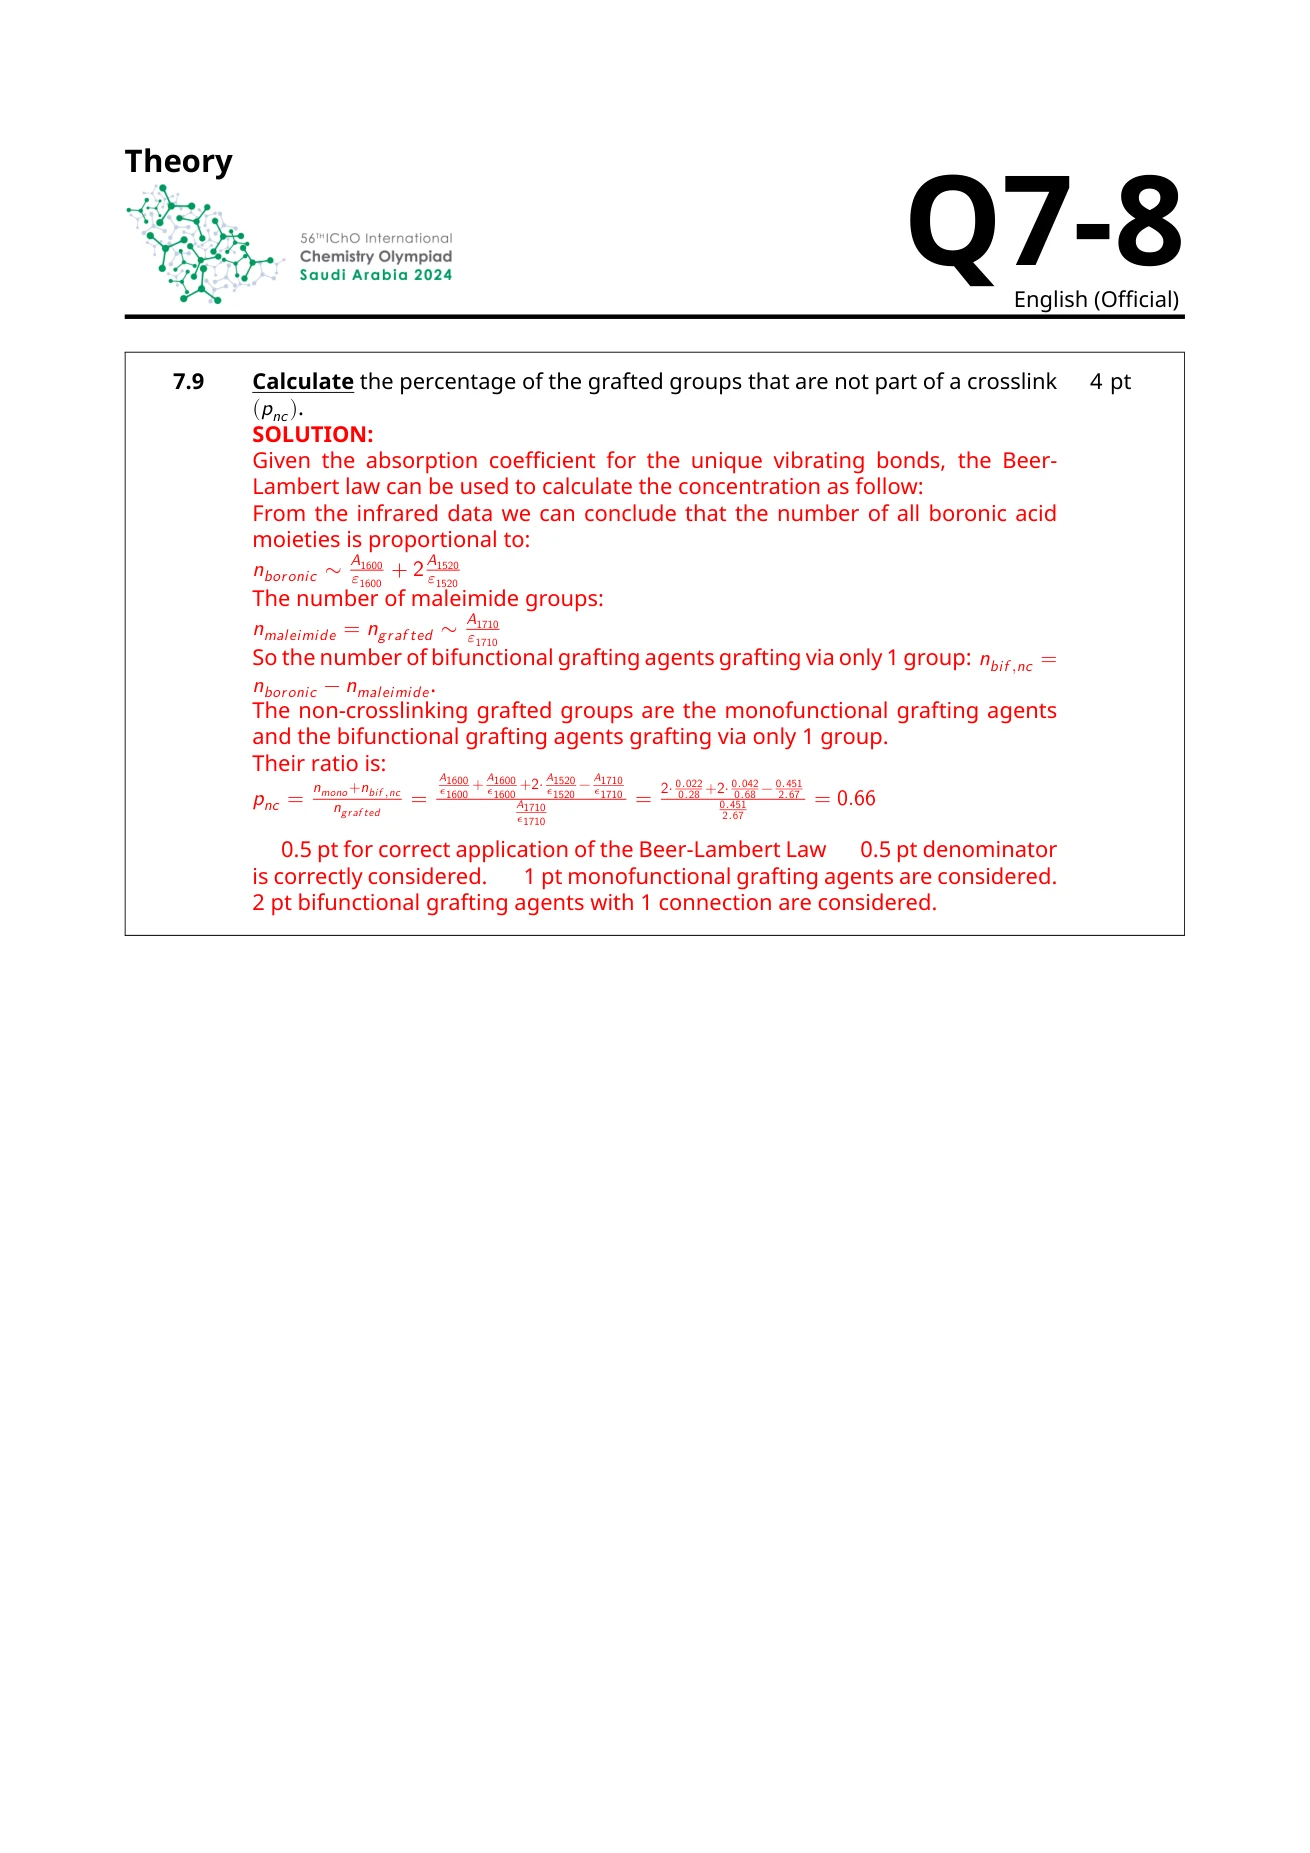 Theory
56ᵀᴴIChO International
Chemistry Olympiad
Saudi Arabia 2024
Q7-8
English (Official)
7.9 Calculate the percentage of the grafted groups that are not part of a crosslink 4 pt
(p_nc).
SOLUTION:
Given the absorption coefficient for the unique vibrating bonds, the Beer-
Lambert law can be used to calculate the concentration as follow:
From the infrared data we can conclude that the number of all boronic acid
moieties is proportional to:
n_boronic ∼ A_1600/ε_1600 + 2 A_1520/ε_1520
The number of maleimide groups:
n_maleimide = n_grafted ∼ A_1710/ε_1710
So the number of bifunctional grafting agents grafting via only 1 group: n_bif,nc =
n_boronic − n_maleimide.
The non-crosslinking grafted groups are the monofunctional grafting agents
and the bifunctional grafting agents grafting via only 1 group.
Their ratio is:
p_nc = (n_mono+n_bif,nc)/n_grafted = (A_1600/ϵ_1600 + A_1600/ϵ_1600 + 2·A_1520/ϵ_1520 − A_1710/ϵ_1710)/(A_1710/ϵ_1710) = (2·0.022/0.28 + 2·0.042/0.68 − 0.451/2.67)/(0.451/2.67) = 0.66
0.5 pt for correct application of the Beer-Lambert Law 0.5 pt denominator
is correctly considered. 1 pt monofunctional grafting agents are considered.
2 pt bifunctional grafting agents with 1 connection are considered.